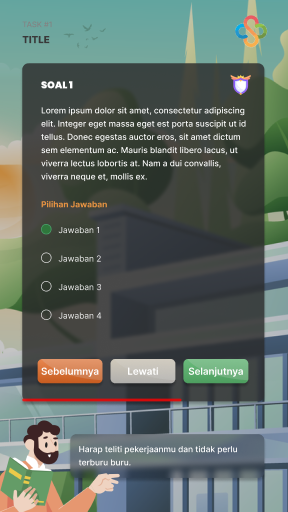 TASK #1
TITLE
SOAL 1
Lorem ipsum dolor sit amet, consectetur adipiscing
elit. Integer eget massa eget est porta suscipit ut id
tellus. Donec egestas auctor eros, sit amet dictum
sem elementum ac. Mauris blandit libero lacus, ut
viverra lectus lobortis at. Nam a dui convallis,
viverra neque et, mollis ex.
Pilihan Jawaban
Jawaban 1
Jawaban 2
Jawaban 3
Jawaban 4
Sebelumnya
Lewati
Selanjutnya
Harap teliti pekerjaanmu dan tidak perlu
terburu buru.